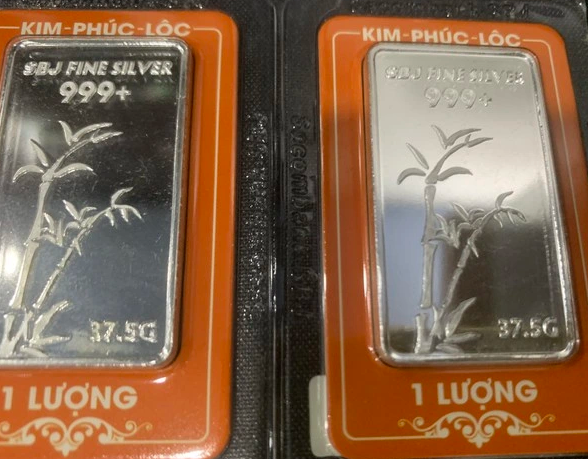 KIM-PHÚC-LỘC
SBJ FINE SILVER
999+
37.5G
1 LƯỢNG
KIM-PHÚC-LỘC
SBJ FINE SILVER
999+
37.5G
1 LƯỢNG